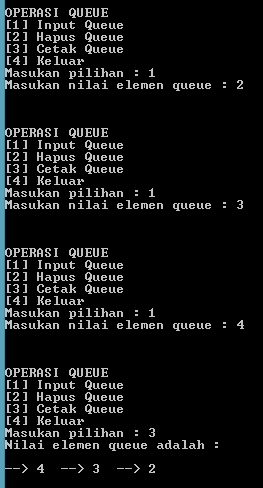 OPERASI QUEUE
[1] Input Queue
[2] Hapus Queue
[3] Cetak Queue
[4] Keluar
Masukan pilihan : 1
Masukan nilai elemen queue : 2
OPERASI QUEUE
[1] Input Queue
[2] Hapus Queue
[3] Cetak Queue
[4] Keluar
Masukan pilihan : 1
Masukan nilai elemen queue : 3
OPERASI QUEUE
[1] Input Queue
[2] Hapus Queue
[3] Cetak Queue
[4] Keluar
Masukan pilihan : 1
Masukan nilai elemen queue : 4
OPERASI QUEUE
[1] Input Queue
[2] Hapus Queue
[3] Cetak Queue
[4] Keluar
Masukan pilihan : 3
Nilai elemen queue adalah :
--> 4  --> 3  --> 2